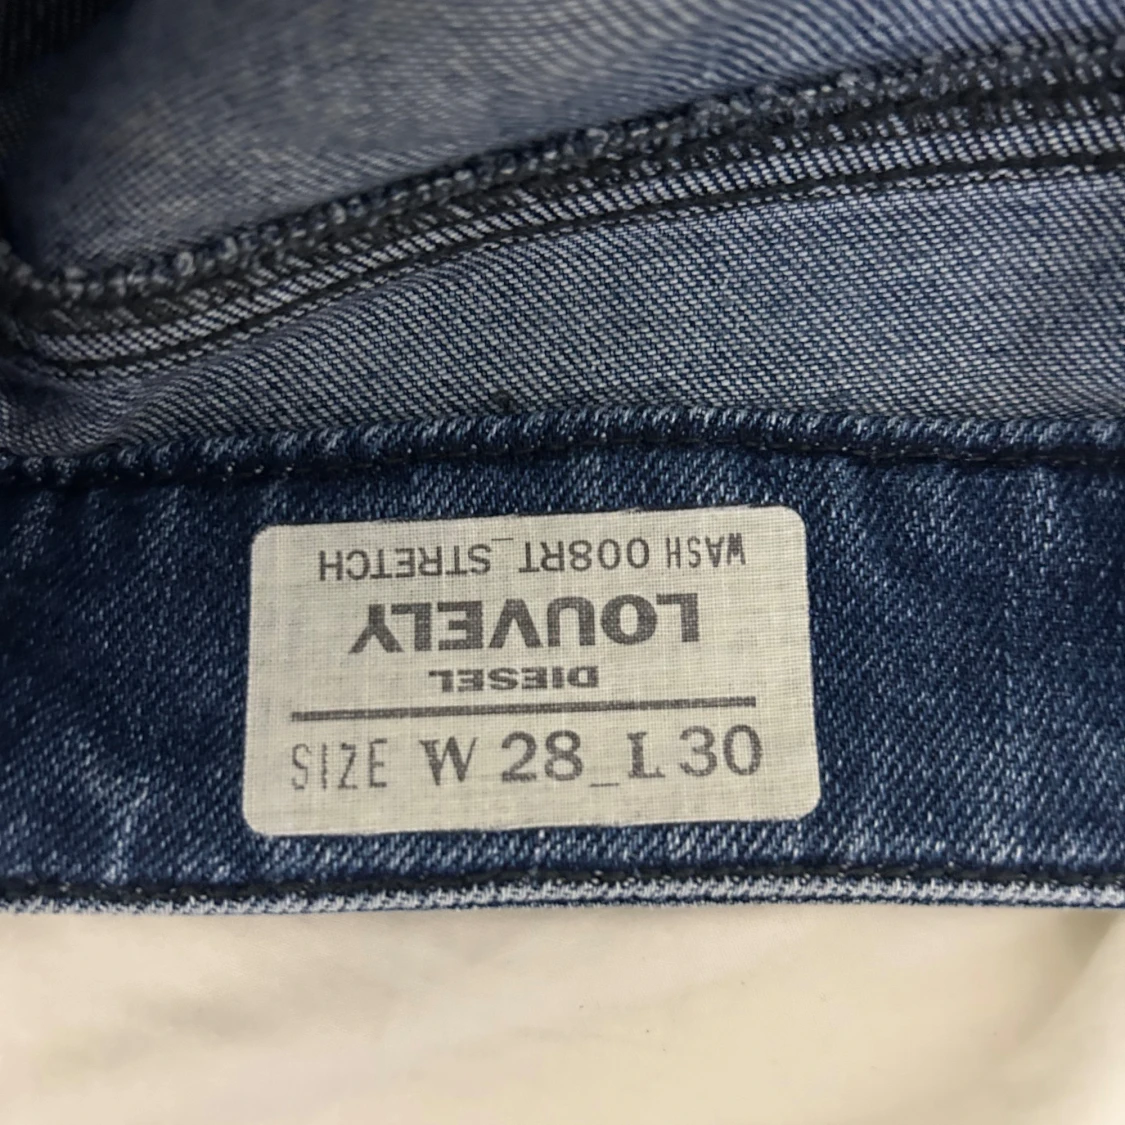 WASH 008RT_STRETCH
LOUVELY
DIESEL
SIZE W 28_L 30